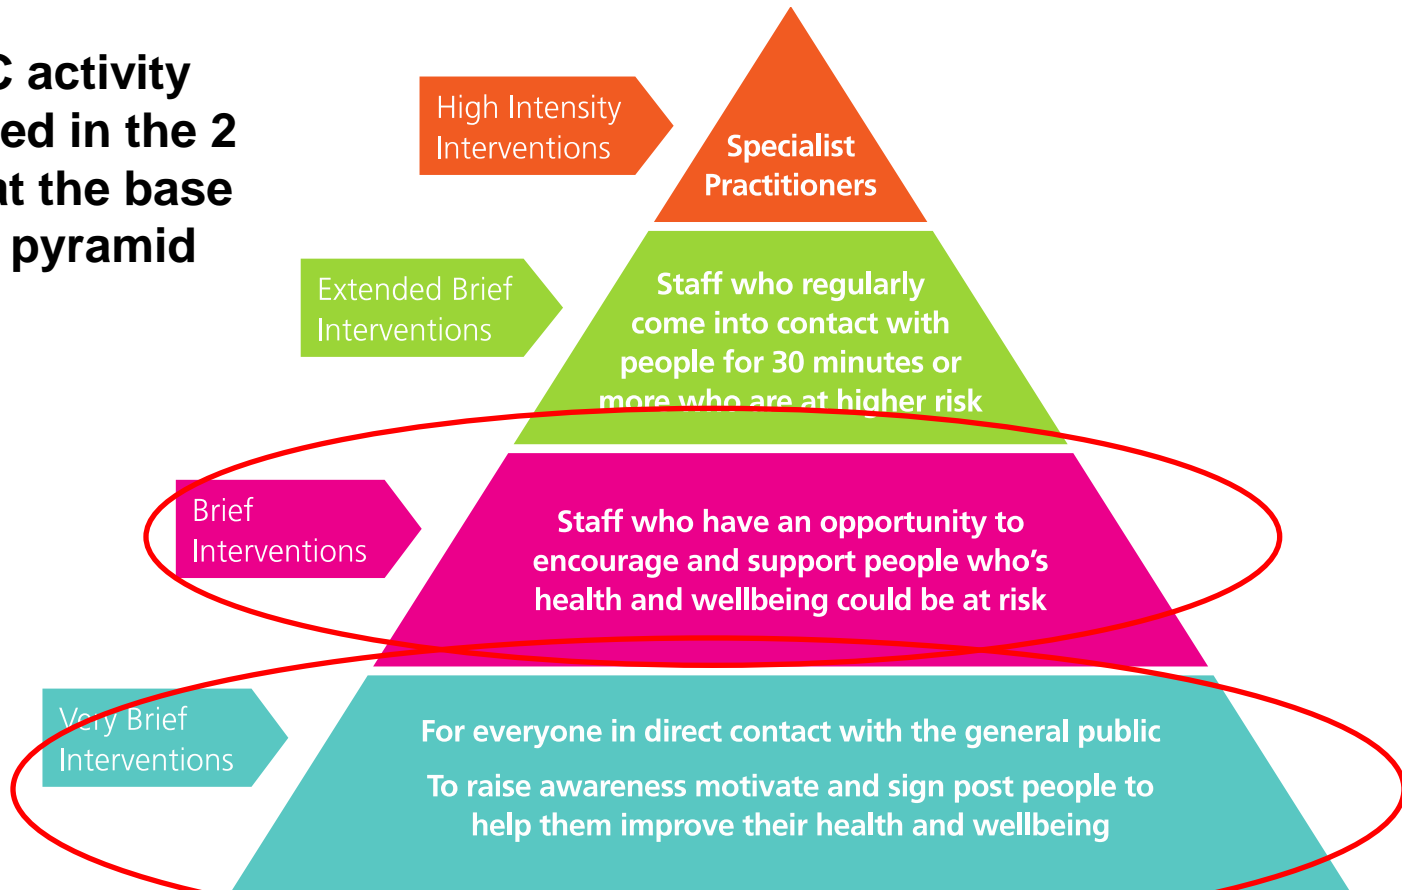 C activity
ed in the 2
at the base
pyramid
High Intensity
Interventions
Specialist
Practitioners
Extended Brief
Interventions
Staff who regularly
come into contact with
people for 30 minutes or
more who are at higher risk
Brief
Interventions
Staff who have an opportunity to
encourage and support people who's
health and wellbeing could be at risk
Very Brief
Interventions
For everyone in direct contact with the general public
To raise awareness motivate and sign post people to
help them improve their health and wellbeing